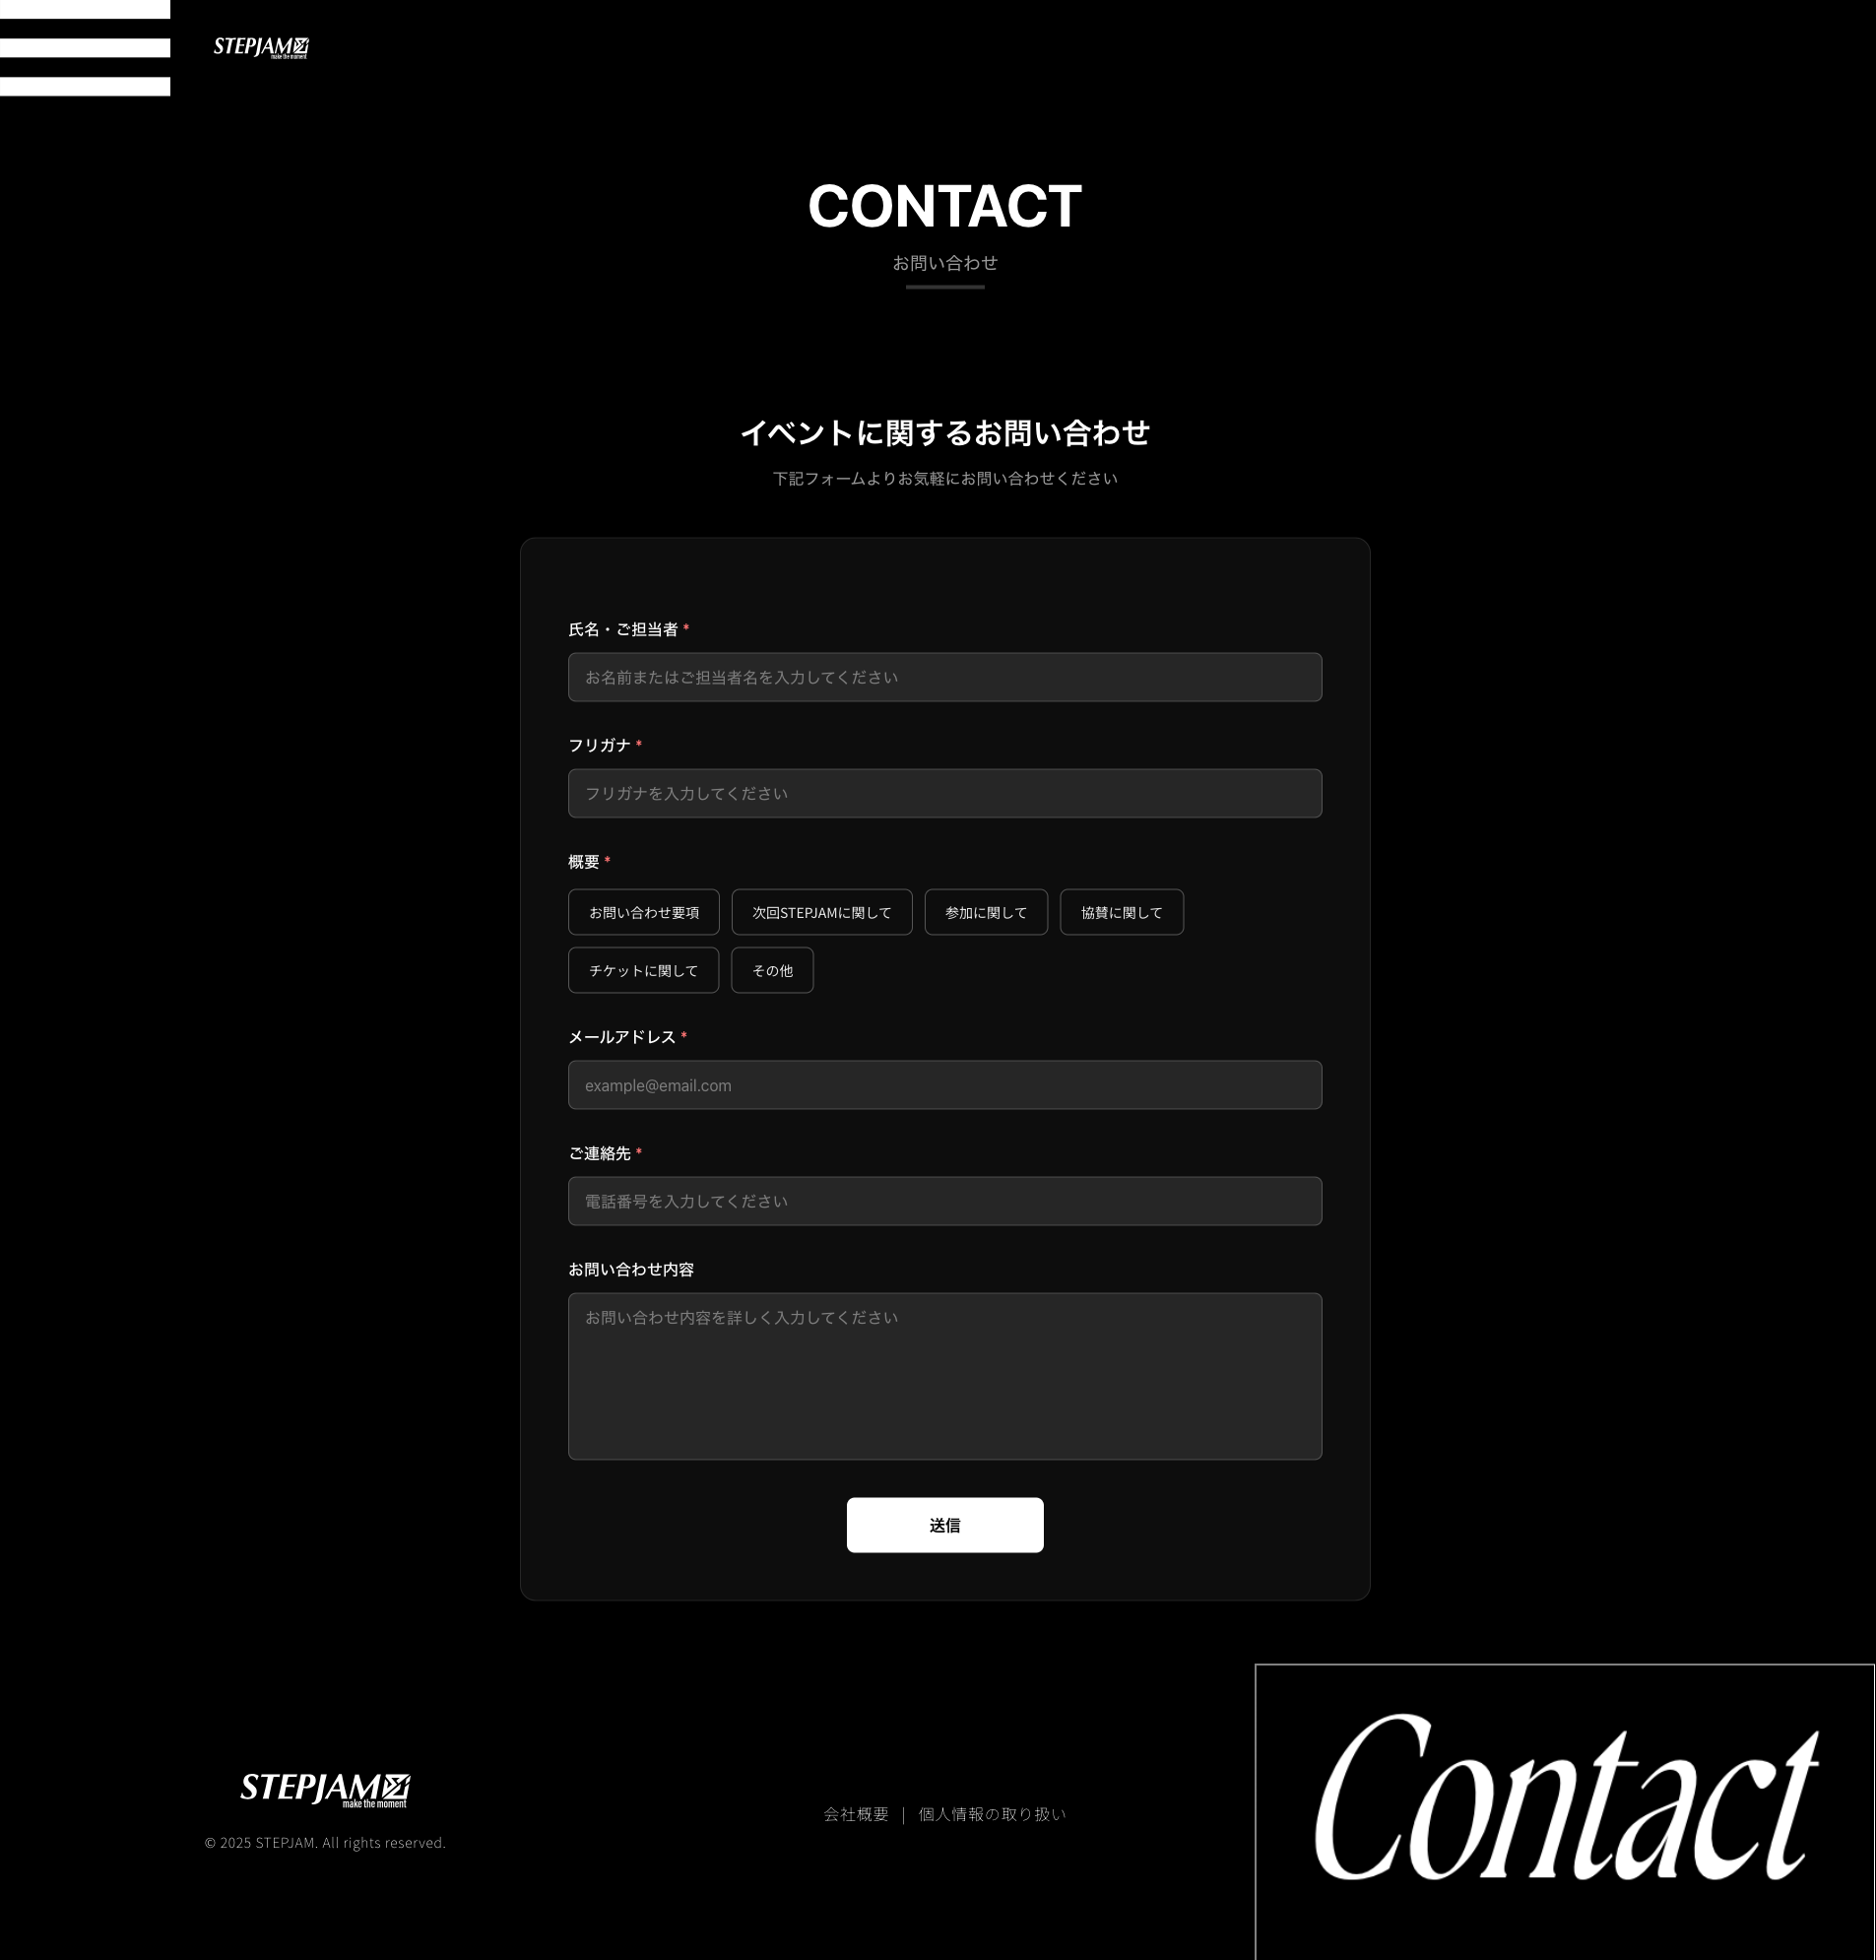 STEPJAM
make the moment
CONTACT
お問い合わせ
イベントに関するお問い合わせ
下記フォームよりお気軽にお問い合わせください
氏名・ご担当者 *
お名前またはご担当者名を入力してください
フリガナ *
フリガナを入力してください
概要 *
お問い合わせ要項 次回STEPJAMに関して 参加に関して 協賛に関して
チケットに関して その他
メールアドレス *
example@email.com
ご連絡先 *
電話番号を入力してください
お問い合わせ内容
お問い合わせ内容を詳しく入力してください
送信
STEPJAM
make the moment
© 2025 STEPJAM. All rights reserved.
会社概要 | 個人情報の取り扱い
Contact